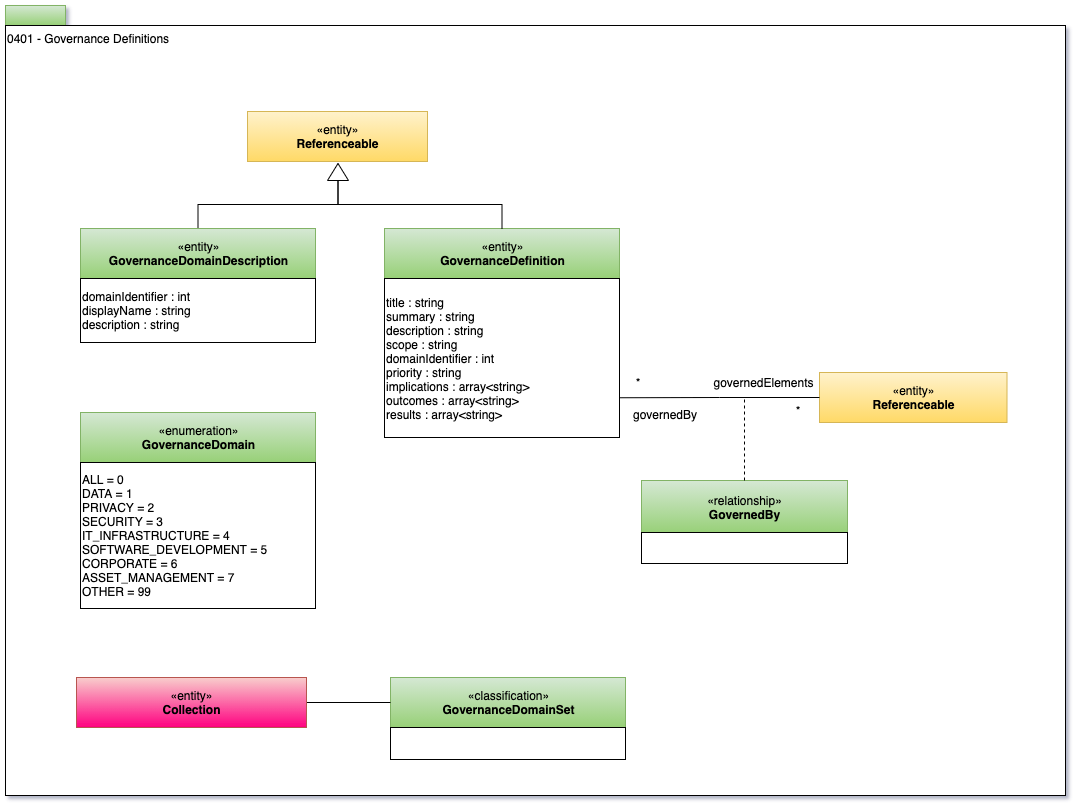 0401 - Governance Definitions
«entity»
Referenceable
«entity»
GovernanceDomainDescription
domainIdentifier : int
displayName : string
description : string
«entity»
GovernanceDefinition
title : string
summary : string
description : string
scope : string
domainIdentifier : int
priority : string
implications : array<string>
outcomes : array<string>
results : array<string>
*
governedElements
governedBy
*
«entity»
Referenceable
«relationship»
GovernedBy
«enumeration»
GovernanceDomain
ALL = 0
DATA = 1
PRIVACY = 2
SECURITY = 3
IT_INFRASTRUCTURE = 4
SOFTWARE_DEVELOPMENT = 5
CORPORATE = 6
ASSET_MANAGEMENT = 7
OTHER = 99
«entity»
Collection
«classification»
GovernanceDomainSet